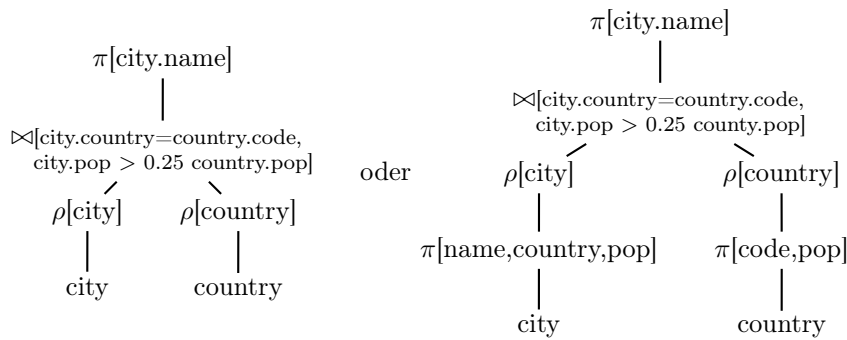 π[city.name]
⋈[city.country=country.code,
city.pop > 0.25 country.pop]
ρ[city] ρ[country]
city country
oder
π[city.name]
⋈[city.country=country.code,
city.pop > 0.25 county.pop]
ρ[city] ρ[country]
π[name,country,pop] π[code,pop]
city country